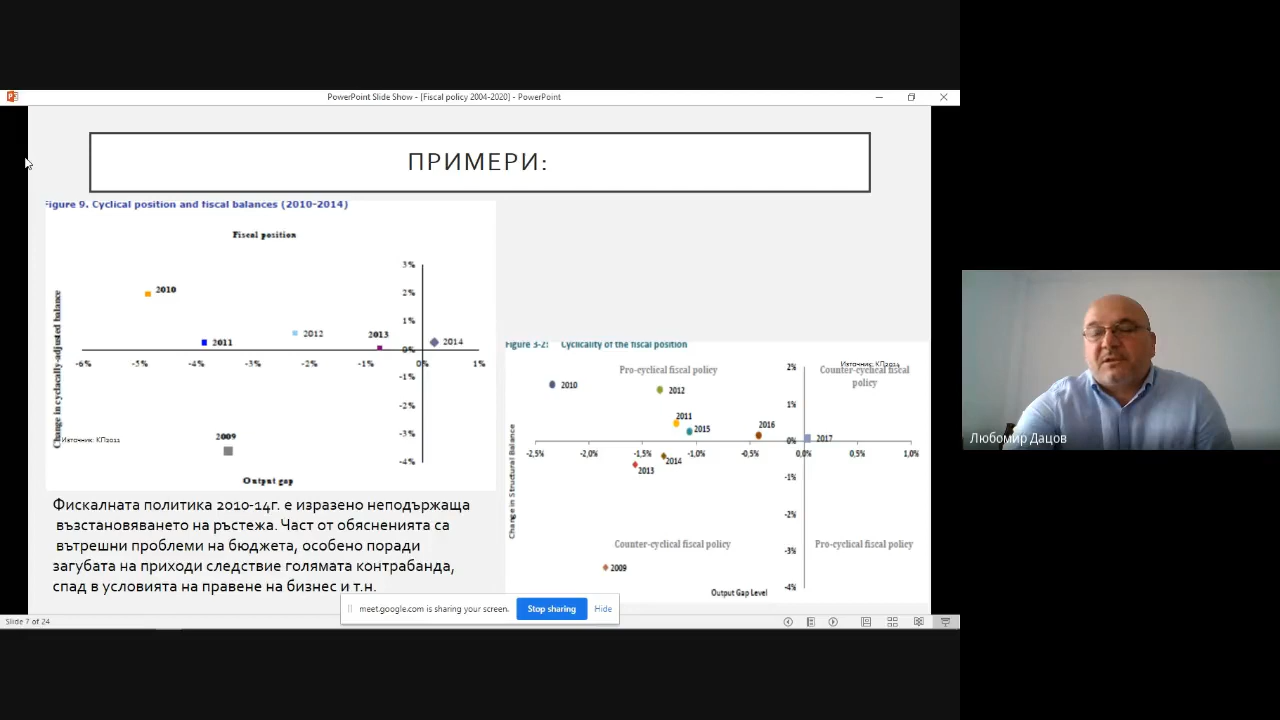 PowerPoint Slide Show - [Fiscal policy 2004-2020] - PowerPoint
ПРИМЕРИ:
Figure 9. Cyclical position and fiscal balances (2010-2014)
Fiscal position
3%
2%
1%
0%
-1%
-2%
-3%
-4%
-6%
-5%
-4%
-3%
-2%
-1%
0%
1%
2010
2011
2012
2013
2014
2009
Change in cyclically-adjusted balance
Източник: КП2011
Output gap
Figure 3-2: Cyclicality of the fiscal position
Източник: КП2011
Pro-cyclical fiscal policy
Counter-cyclical fiscal
policy
2%
1%
0%
-1%
-2%
-3%
-4%
-2,5%
-2,0%
-1,5%
-1,0%
-0,5%
0,0%
0,5%
1,0%
2010
2012
2011
2015
2016
2017
2014
2013
2009
Change in Structural Balance
Counter-cyclical fiscal policy
Pro-cyclical fiscal policy
Output Gap Level
Фискалната политика 2010-14г. е изразено неподържаща
възстановяването на ръстежа. Част от обясненията са
вътрешни проблеми на бюджета, особено поради
загубата на приходи следствие голямата контрабанда,
спад в условията на правене на бизнес и т.н.
meet.google.com is sharing your screen.
Stop sharing
Hide
Slide 7 of 24
Любомир Дацов